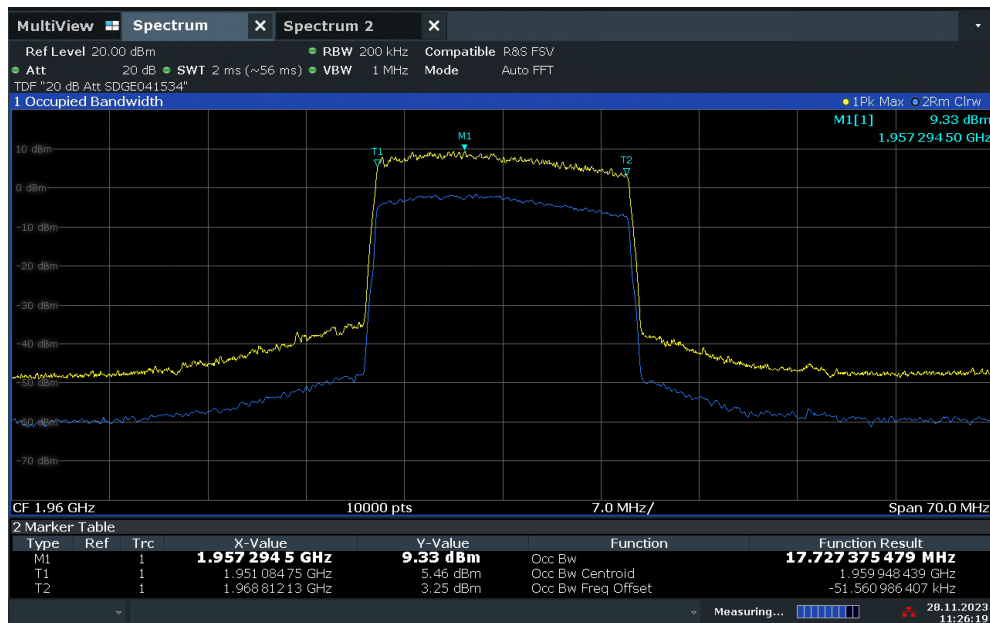 MultiView Spectrum X Spectrum 2 X
Ref Level 20.00 dBm RBW 200 kHz Compatible R&S FSV
Att 20 dB SWT 2 ms (~56 ms) VBW 1 MHz Mode Auto FFT
TDF "20 dB Att SDGE041534"
1 Occupied Bandwidth 1Pk Max 2Rm Clrw
M1[1] 9.33 dBm
1.957 294 50 GHz
M1
T1
T2
10 dBm
0 dBm
-10 dBm
-20 dBm
-30 dBm
-40 dBm
-50 dBm
-60 dBm
-70 dBm
CF 1.96 GHz 10000 pts 7.0 MHz/ Span 70.0 MHz
2 Marker Table
Type Ref Trc X-Value Y-Value Function Function Result
M1 1 1.957 294 5 GHz 9.33 dBm Occ Bw 17.727 375 479 MHz
T1 1 1.951 084 75 GHz 5.46 dBm Occ Bw Centroid 1.959 948 439 GHz
T2 1 1.968 812 13 GHz 3.25 dBm Occ Bw Freq Offset -51.560 986 407 kHz
Measuring... 28.11.2023
11:26:19